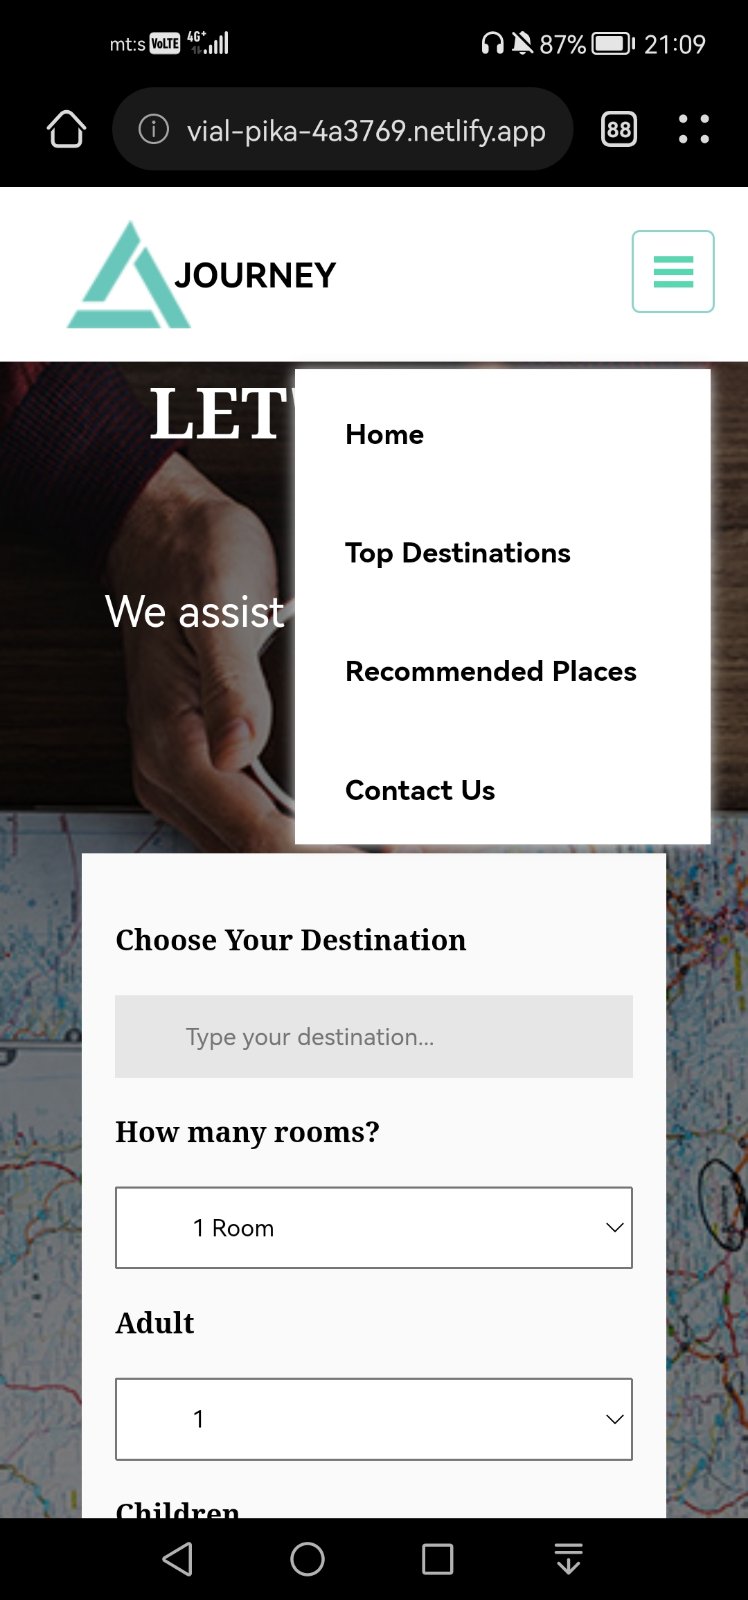 mt:s VoLTE 4G+ 87% 21:09
vial-pika-4a3769.netlify.app 88
JOURNEY
LET'
Home
Top Destinations
We assist
Recommended Places
Contact Us
Choose Your Destination
Type your destination...
How many rooms?
1 Room
Adult
1
Children